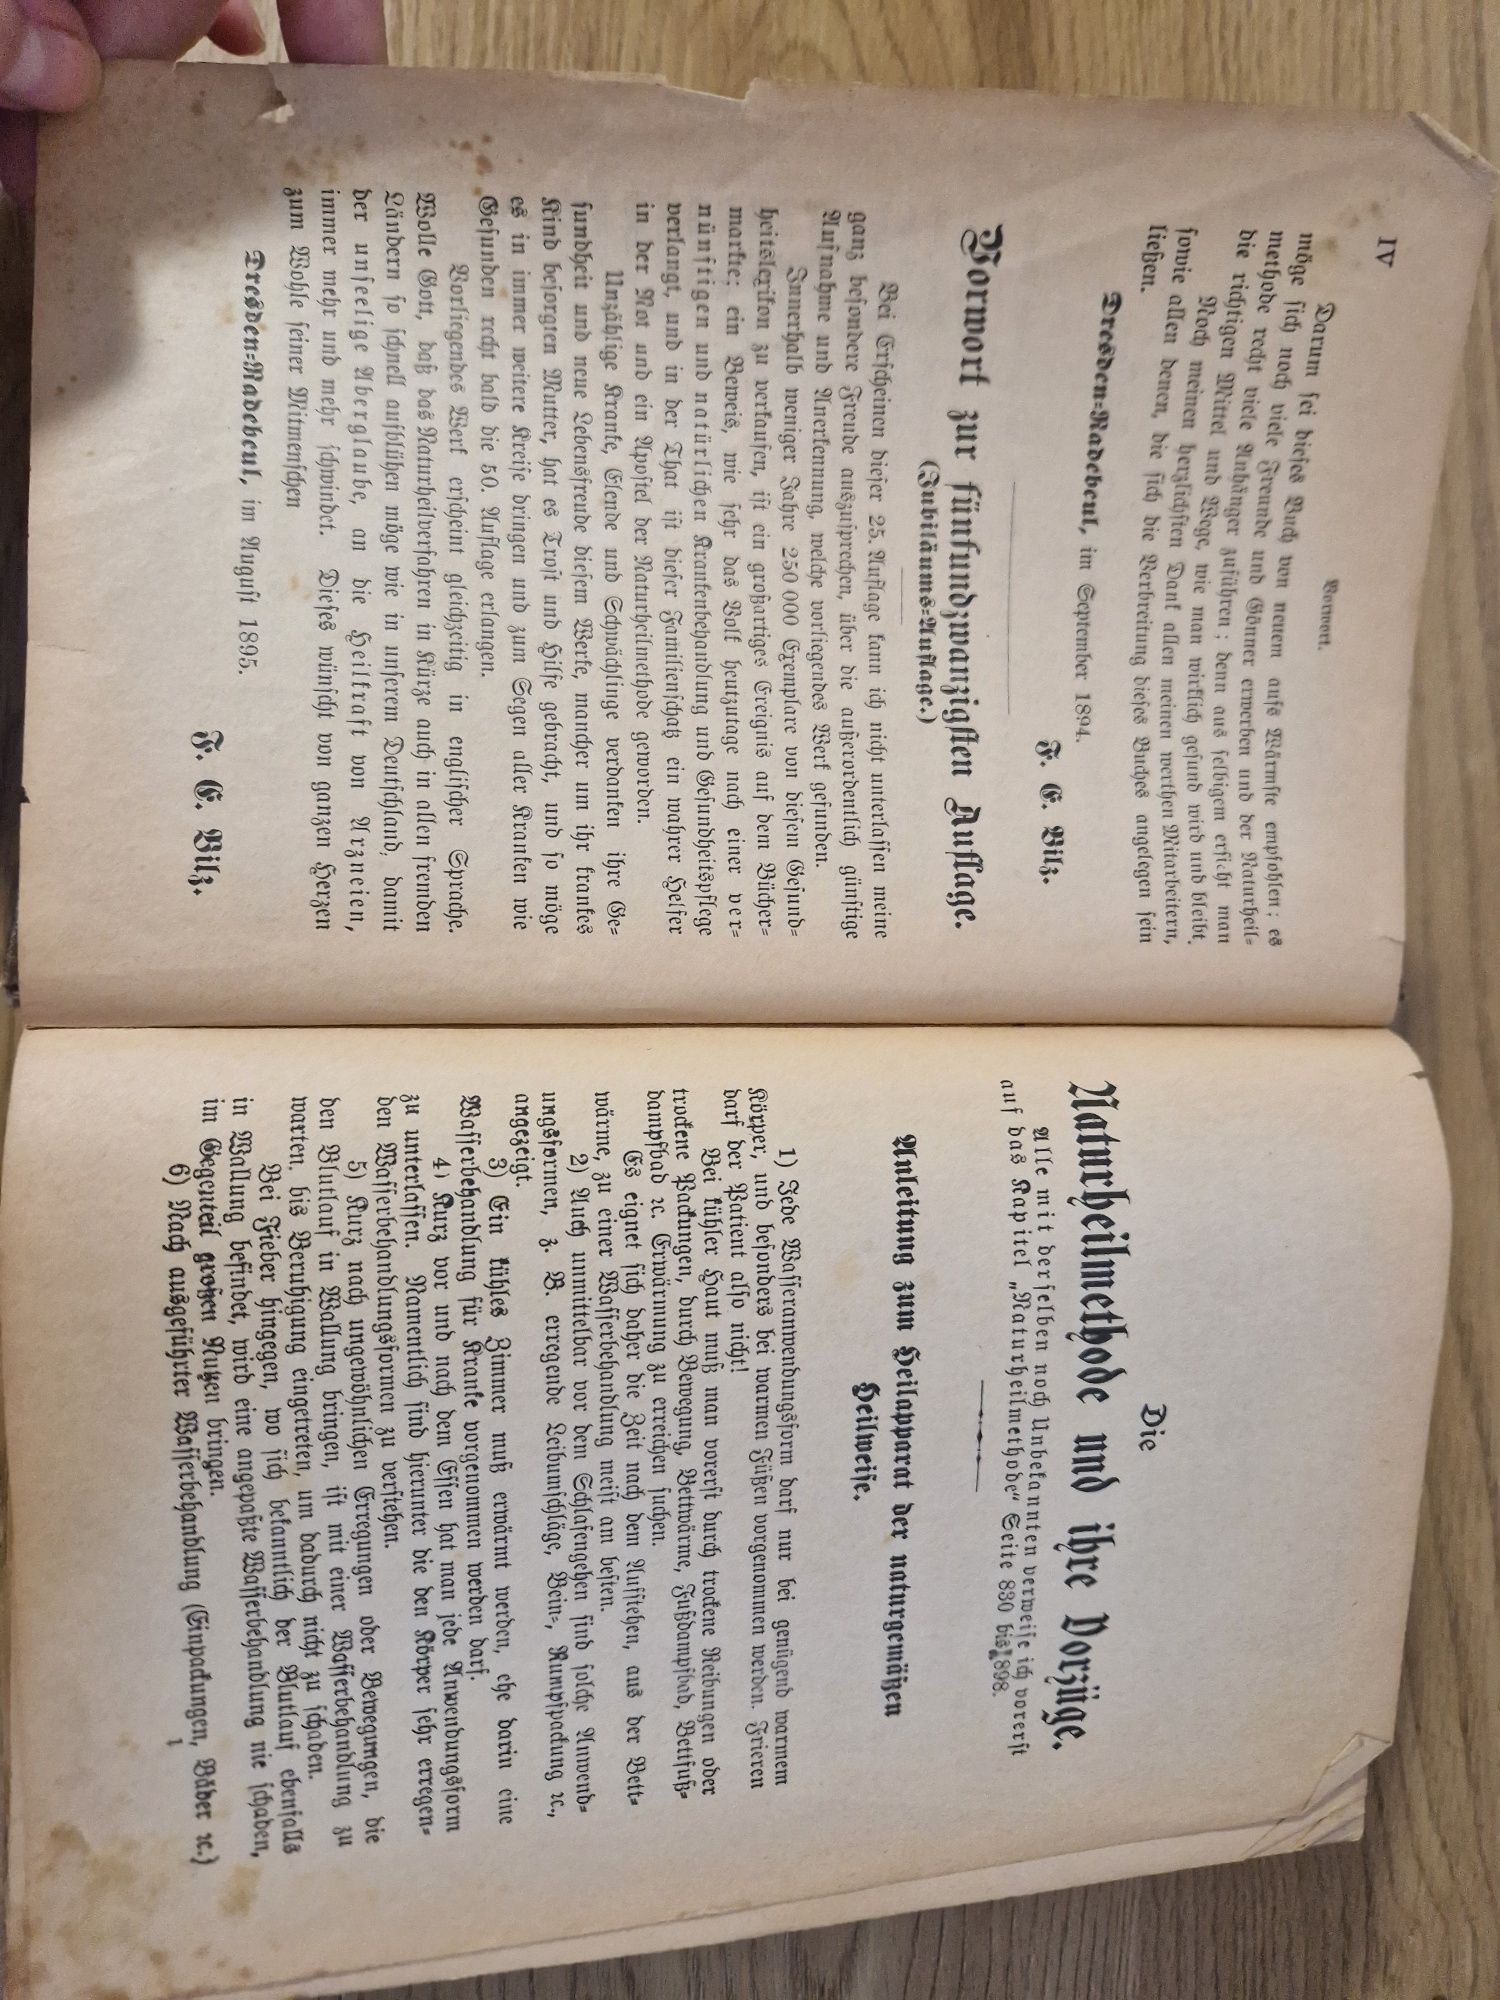 IV
Vorwort.
Darum sei dieses Buch von neuem aufs Wärmste empfohlen; es
möge sich noch viele Freunde und Gönner erwerben und der Naturheil-
methode recht viele Anhänger zuführen; denn aus selbigem ersieht man
die richtigen Mittel und Wege, wie man wirklich gesund wird und bleibt.
Noch meinen herzlichsten Dank allen meinen werthen Mitarbeitern,
sowie allen denen, die sich die Verbreitung dieses Buches angelegen sein
ließen.
Dresden-Radebeul, im September 1894.
F. E. Bilz.
Vorwort zur fünfundzwanzigsten Auflage.
(Jubiläums-Auflage.)
Bei Erscheinen dieser 25. Auflage kann ich nicht unterlassen meine
ganz besondere Freude auszusprechen, über die außerordentlich günstige
Aufnahme und Anerkennung, welche vorliegendes Werk gefunden.
Innerhalb weniger Jahre 250 000 Exemplare von diesem Gesund-
heitslexikon zu verkaufen, ist ein großartiges Ereignis auf dem Bücher-
markte; ein Beweis, wie sehr das Volk heutzutage nach einer ver-
nünftigen und natürlichen Krankenbehandlung und Gesundheitspflege
verlangt, und in der That ist dieser Familienschatz ein wahrer Helfer
in der Not und ein Apostel der Naturheilmethode geworden.
Unzählige Kranke, Elende und Schwächlinge verdanken ihre Ge-
sundheit und neue Lebensfreude diesem Werke, mancher um ihr krankes
Kind besorgten Mutter, hat es Trost und Hilfe gebracht, und so möge
es in immer weitere Kreise dringen und zum Segen aller Kranken wie
Gesunden recht bald die 50. Auflage erlangen.
Vorliegendes Werk erscheint gleichzeitig in englischer Sprache.
Wolle Gott, daß das Naturheilverfahren in Kürze auch in allen fremden
Ländern so schnell aufblühen möge wie in unserem Deutschland, damit
der unseelige Aberglaube, an die Heilkraft von Arzneien,
immer mehr und mehr schwindet. Dieses wünscht von ganzen Herzen
zum Wohle seiner Mitmenschen
Dresden-Radebeul, im August 1895.
F. E. Bilz.
Die
Naturheilmethode und ihre Vorzüge.
Alle mit derselben noch Unbekannten verweise ich vorerst
auf das Kapitel „Naturheilmethode“ Seite 830 bis 898.
Anleitung zum Heilapparat der naturgemäßen
Heilweise.
1) Jede Wasseranwendungsform darf nur bei genügend warmem
Körper, und besonders bei warmen Füßen vorgenommen werden. Frieren
darf der Patient also nicht!
Bei kühler Haut muß man vorerst durch trockene Reibungen oder
trockene Packungen, durch Bewegung, Bettwärme, Fußdampfbad, Bettfuß-
dampfbad ꝛc. Erwärmung zu erreichen suchen.
Es eignet sich daher die Zeit nach dem Aufstehen, aus der Bett-
wärme, zu einer Wasserbehandlung meist am besten.
2) Auch unmittelbar vor dem Schlafengehen sind solche Anwend-
ungsformen, z. B. erregende Leibumschläge, Bein-, Rumpfpackung ꝛc.,
angezeigt.
3) Ein kühles Zimmer muß erwärmt werden, ehe darin eine
Wasserbehandlung für Kranke vorgenommen werden darf.
4) Kurz vor und nach dem Essen hat man jede Anwendungsform
zu unterlassen. Namentlich sind hierunter die den Körper sehr erregen-
den Wasserbehandlungsformen zu verstehen.
5) Kurz nach ungewöhnlichen Erregungen oder Bewegungen, die
den Blutlauf in Wallung bringen, ist mit einer Wasserbehandlung zu
warten, bis Beruhigung eingetreten, um dadurch nicht zu schaden.
Bei Fieber hingegen, wo sich bekanntlich der Blutlauf ebenfalls
in Wallung befindet, wird eine angepaßte Wasserbehandlung nie schaden,
im Gegenteil großen Nutzen bringen.
6) Nach ausgeführter Wasserbehandlung (Einpackungen, Bäder ꝛc.)
1